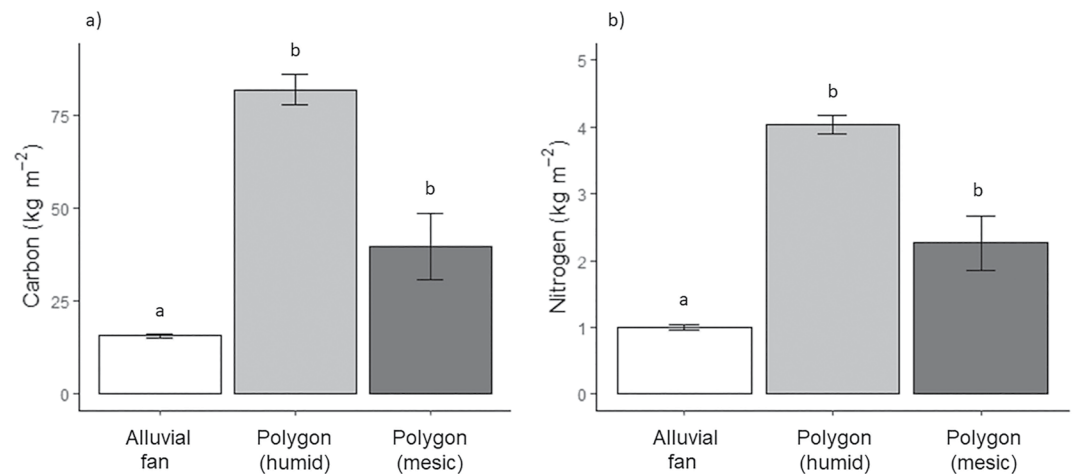 a)
Carbon (kg m⁻²)
75
50
25
0
a
b
b
Alluvial
fan
Polygon
(humid)
Polygon
(mesic)
b)
Nitrogen (kg m⁻²)
5
4
3
2
1
0
a
b
b
Alluvial
fan
Polygon
(humid)
Polygon
(mesic)